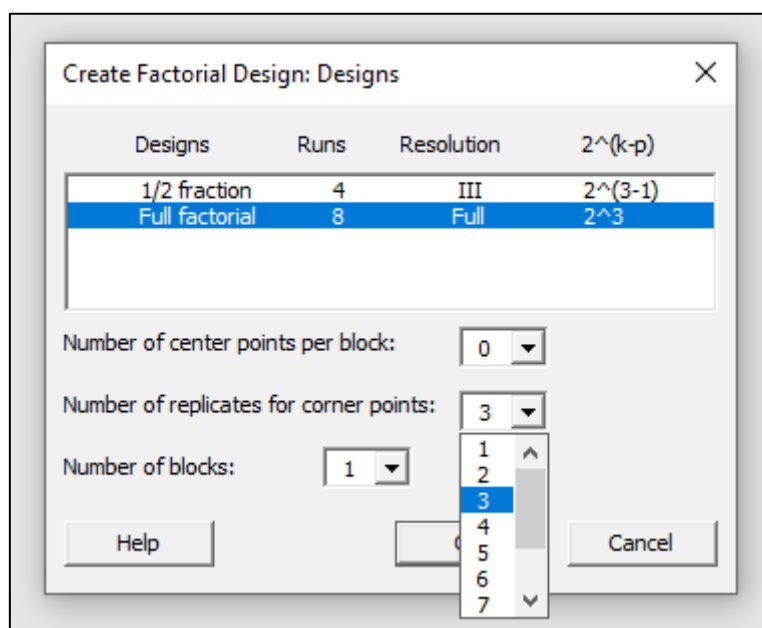 Create Factorial Design: Designs
Designs Runs Resolution 2^(k-p)
1/2 fraction 4 III 2^(3-1)
Full factorial 8 Full 2^3
Number of center points per block: 0
Number of replicates for corner points: 3
1
2
3
4
5
6
7
Number of blocks: 1
Help
Cancel